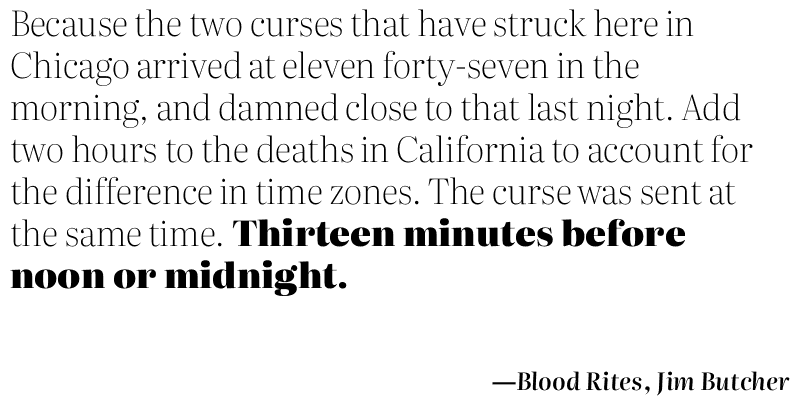 Because the two curses that have struck here in
Chicago arrived at eleven forty-seven in the
morning, and damned close to that last night. Add
two hours to the deaths in California to account for
the difference in time zones. The curse was sent at
the same time. Thirteen minutes before
noon or midnight.
—Blood Rites, Jim Butcher